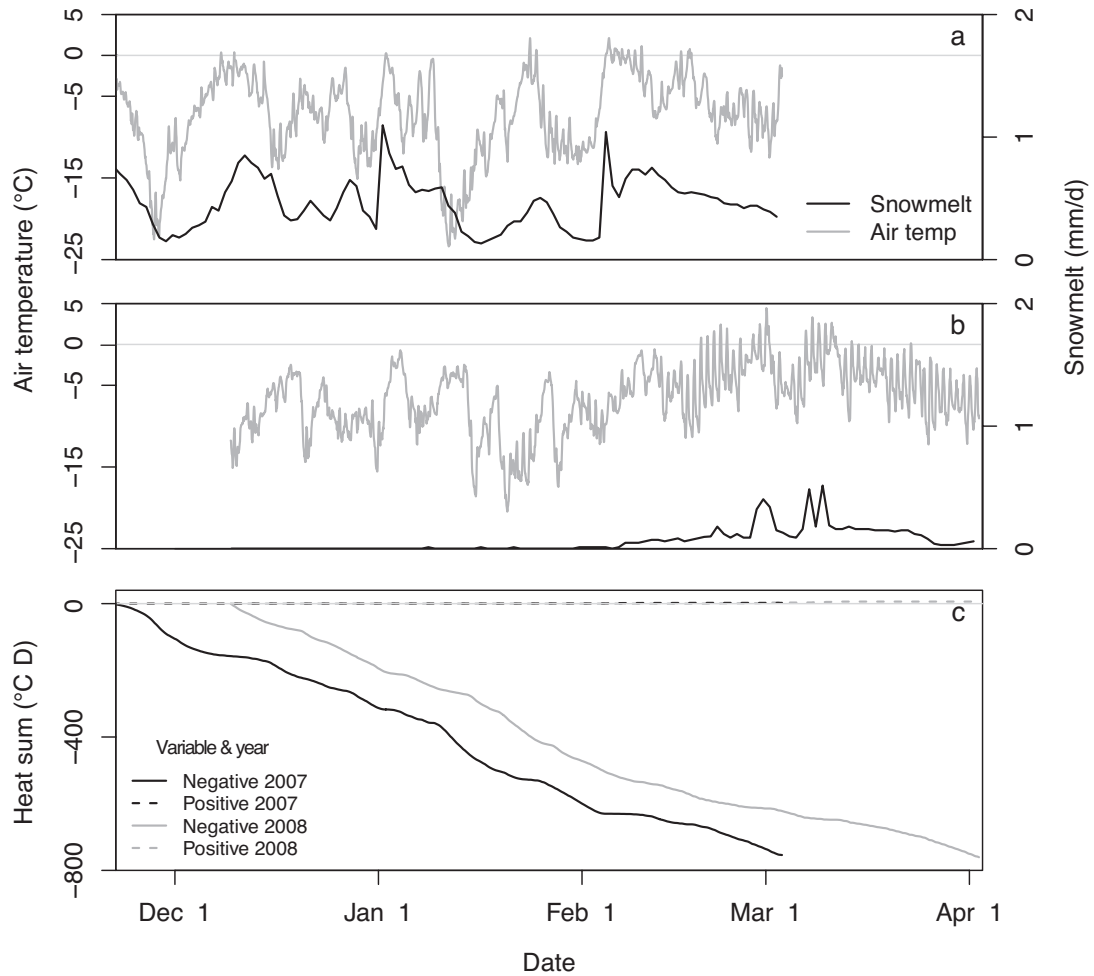 a
5
0
−5
−15
−25
2
1
0
Snowmelt
Air temp
Air temperature (°C)
Snowmelt (mm/d)
b
5
0
−5
−15
−25
2
1
0
c
0
−400
−800
Heat sum (°C D)
Variable & year
Negative 2007
Positive 2007
Negative 2008
Positive 2008
Dec 1 Jan 1 Feb 1 Mar 1 Apr 1
Date